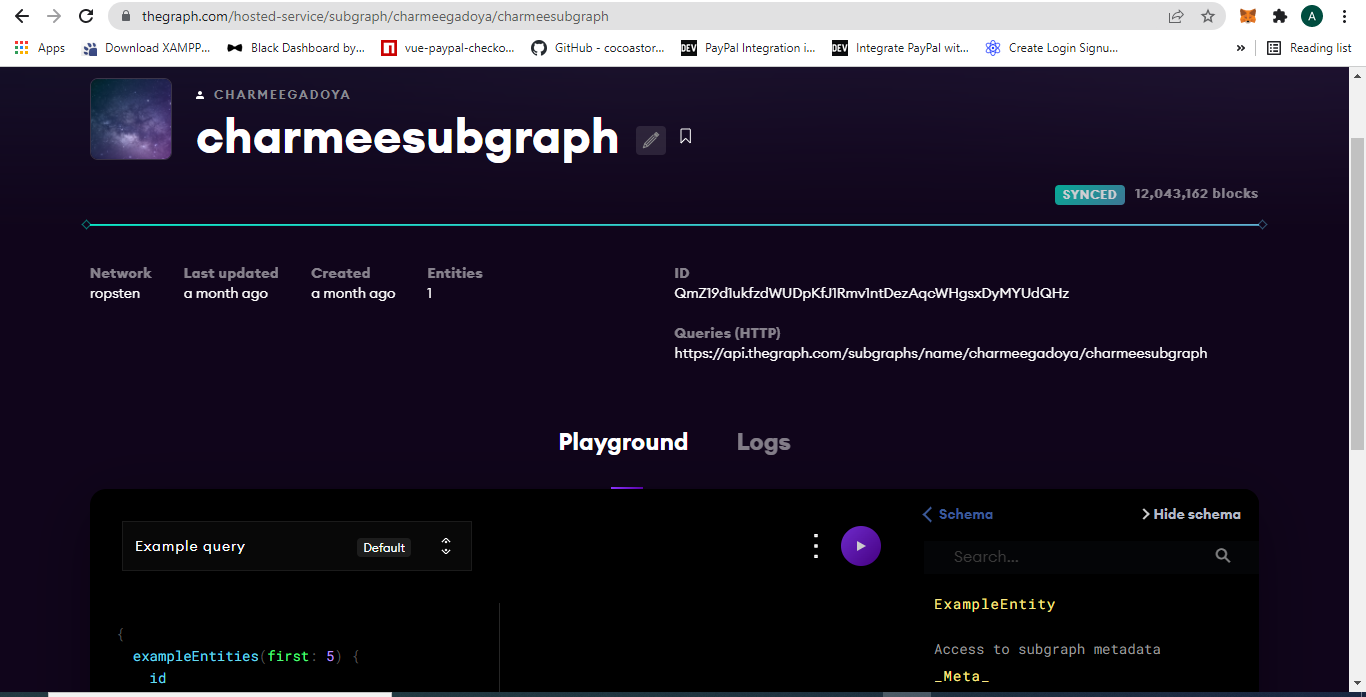 thegraph.com/hosted-service/subgraph/charmeegadoya/charmeesubgraph
A
Apps
Download XAMPP...
Black Dashboard by...
vue-paypal-checko...
GitHub - cocoastor...
DEV PayPal Integration i...
DEV Integrate PayPal wit...
Create Login Signu...
»
Reading list
CHARMEEGADOYA
charmeesubgraph
SYNCED 12,043,162 blocks
Network Last updated Created Entities
ropsten a month ago a month ago 1
ID
QmZ19d1ukfzdWUDpKfJ1Rmv1ntDezAqcWHgsxDyMYUdQHz
Queries (HTTP)
https://api.thegraph.com/subgraphs/name/charmeegadoya/charmeesubgraph
Playground Logs
Example query Default
Schema Hide schema
Search...
{
exampleEntities(first: 5) {
id
ExampleEntity
Access to subgraph metadata
_Meta_